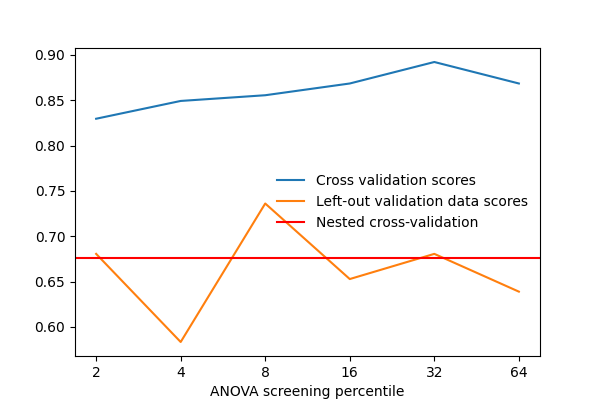 0.90
0.85
0.80
0.75
0.70
0.65
0.60
Cross validation scores
Left-out validation data scores
Nested cross-validation
2 4 8 16 32 64
ANOVA screening percentile